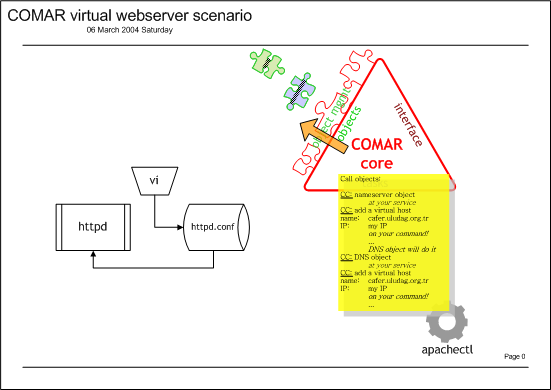 COMAR virtual webserver scenario
06 March 2004 Saturday
object mgmt.
objects
interface
COMAR
core
vi
httpd
httpd.conf
Call objects:
CC: nameserver object
at your service
CC: add a virtual host
name: cafer.uludag.org.tr
IP: my IP
on your command!
...
DNS object will do it
CC: DNS object
at your service
CC: add a virtual host
name: cafer.uludag.org.tr
IP: my IP
on your command!
...
apachectl
Page 0